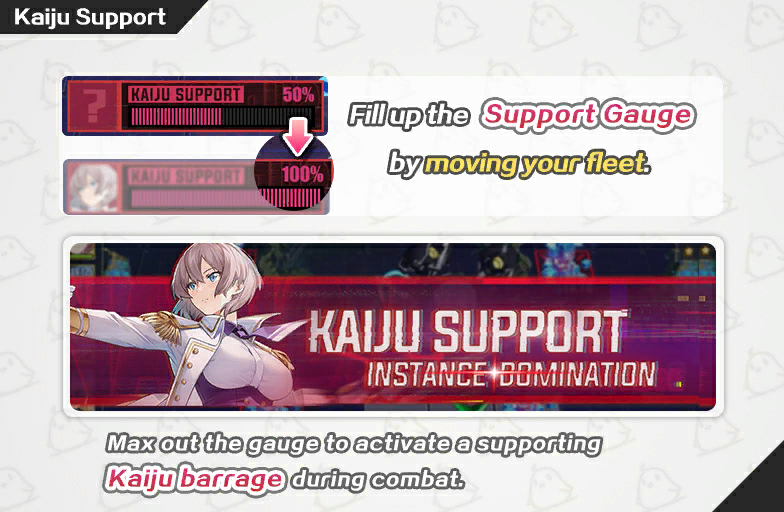 Kaiju Support
KAIJU SUPPORT 50%
?
KAIJU SUPPORT 100%
Fill up the Support Gauge
by moving your fleet.
KAIJU SUPPORT
INSTANCE DOMINATION
Max out the gauge to activate a supporting
Kaiju barrage during combat.